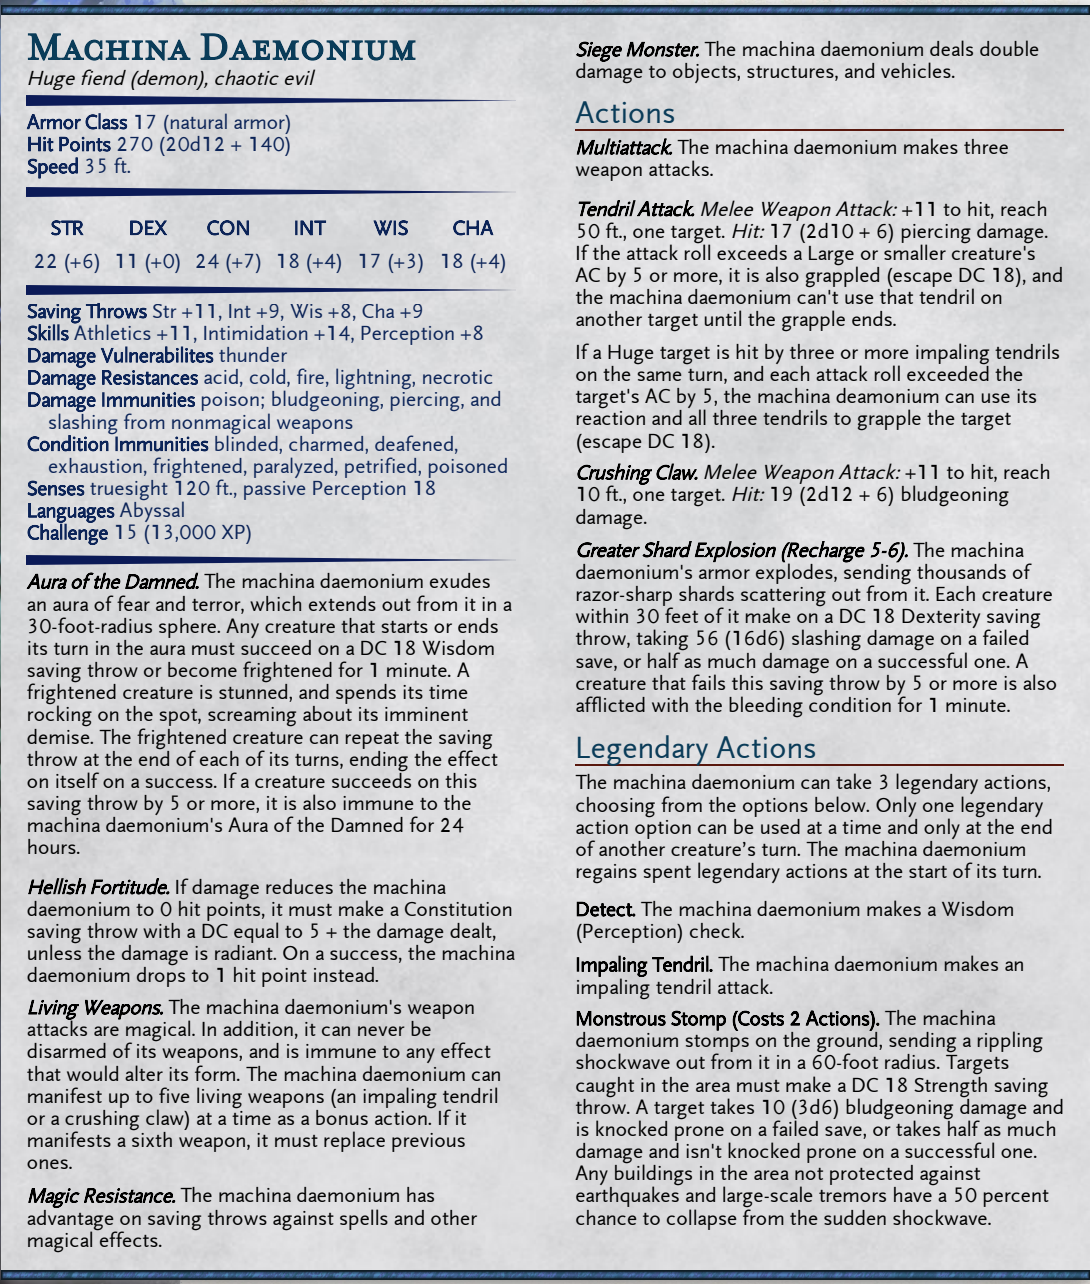 Machina Daemonium
Huge fiend (demon), chaotic evil
Armor Class 17 (natural armor)
Hit Points 270 (20d12 + 140)
Speed 35 ft.
STR DEX CON INT WIS CHA
22 (+6) 11 (+0) 24 (+7) 18 (+4) 17 (+3) 18 (+4)
Saving Throws Str +11, Int +9, Wis +8, Cha +9
Skills Athletics +11, Intimidation +14, Perception +8
Damage Vulnerabilites thunder
Damage Resistances acid, cold, fire, lightning, necrotic
Damage Immunities poison; bludgeoning, piercing, and
slashing from nonmagical weapons
Condition Immunities blinded, charmed, deafened,
exhaustion, frightened, paralyzed, petrified, poisoned
Senses truesight 120 ft., passive Perception 18
Languages Abyssal
Challenge 15 (13,000 XP)
Aura of the Damned. The machina daemonium exudes
an aura of fear and terror, which extends out from it in a
30-foot-radius sphere. Any creature that starts or ends
its turn in the aura must succeed on a DC 18 Wisdom
saving throw or become frightened for 1 minute. A
frightened creature is stunned, and spends its time
rocking on the spot, screaming about its imminent
demise. The frightened creature can repeat the saving
throw at the end of each of its turns, ending the effect
on itself on a success. If a creature succeeds on this
saving throw by 5 or more, it is also immune to the
machina daemonium's Aura of the Damned for 24
hours.
Hellish Fortitude. If damage reduces the machina
daemonium to 0 hit points, it must make a Constitution
saving throw with a DC equal to 5 + the damage dealt,
unless the damage is radiant. On a success, the machina
daemonium drops to 1 hit point instead.
Living Weapons. The machina daemonium's weapon
attacks are magical. In addition, it can never be
disarmed of its weapons, and is immune to any effect
that would alter its form. The machina daemonium can
manifest up to five living weapons (an impaling tendril
or a crushing claw) at a time as a bonus action. If it
manifests a sixth weapon, it must replace previous
ones.
Magic Resistance. The machina daemonium has
advantage on saving throws against spells and other
magical effects.
Siege Monster. The machina daemonium deals double
damage to objects, structures, and vehicles.
Actions
Multiattack. The machina daemonium makes three
weapon attacks.
Tendril Attack. Melee Weapon Attack: +11 to hit, reach
50 ft., one target. Hit: 17 (2d10 + 6) piercing damage.
If the attack roll exceeds a Large or smaller creature's
AC by 5 or more, it is also grappled (escape DC 18), and
the machina daemonium can't use that tendril on
another target until the grapple ends.
If a Huge target is hit by three or more impaling tendrils
on the same turn, and each attack roll exceeded the
target's AC by 5, the machina deamonium can use its
reaction and all three tendrils to grapple the target
(escape DC 18).
Crushing Claw. Melee Weapon Attack: +11 to hit, reach
10 ft., one target. Hit: 19 (2d12 + 6) bludgeoning
damage.
Greater Shard Explosion (Recharge 5-6). The machina
daemonium's armor explodes, sending thousands of
razor-sharp shards scattering out from it. Each creature
within 30 feet of it make on a DC 18 Dexterity saving
throw, taking 56 (16d6) slashing damage on a failed
save, or half as much damage on a successful one. A
creature that fails this saving throw by 5 or more is also
afflicted with the bleeding condition for 1 minute.
Legendary Actions
The machina daemonium can take 3 legendary actions,
choosing from the options below. Only one legendary
action option can be used at a time and only at the end
of another creature's turn. The machina daemonium
regains spent legendary actions at the start of its turn.
Detect. The machina daemonium makes a Wisdom
(Perception) check.
Impaling Tendril. The machina daemonium makes an
impaling tendril attack.
Monstrous Stomp (Costs 2 Actions). The machina
daemonium stomps on the ground, sending a rippling
shockwave out from it in a 60-foot radius. Targets
caught in the area must make a DC 18 Strength saving
throw. A target takes 10 (3d6) bludgeoning damage and
is knocked prone on a failed save, or takes half as much
damage and isn't knocked prone on a successful one.
Any buildings in the area not protected against
earthquakes and large-scale tremors have a 50 percent
chance to collapse from the sudden shockwave.